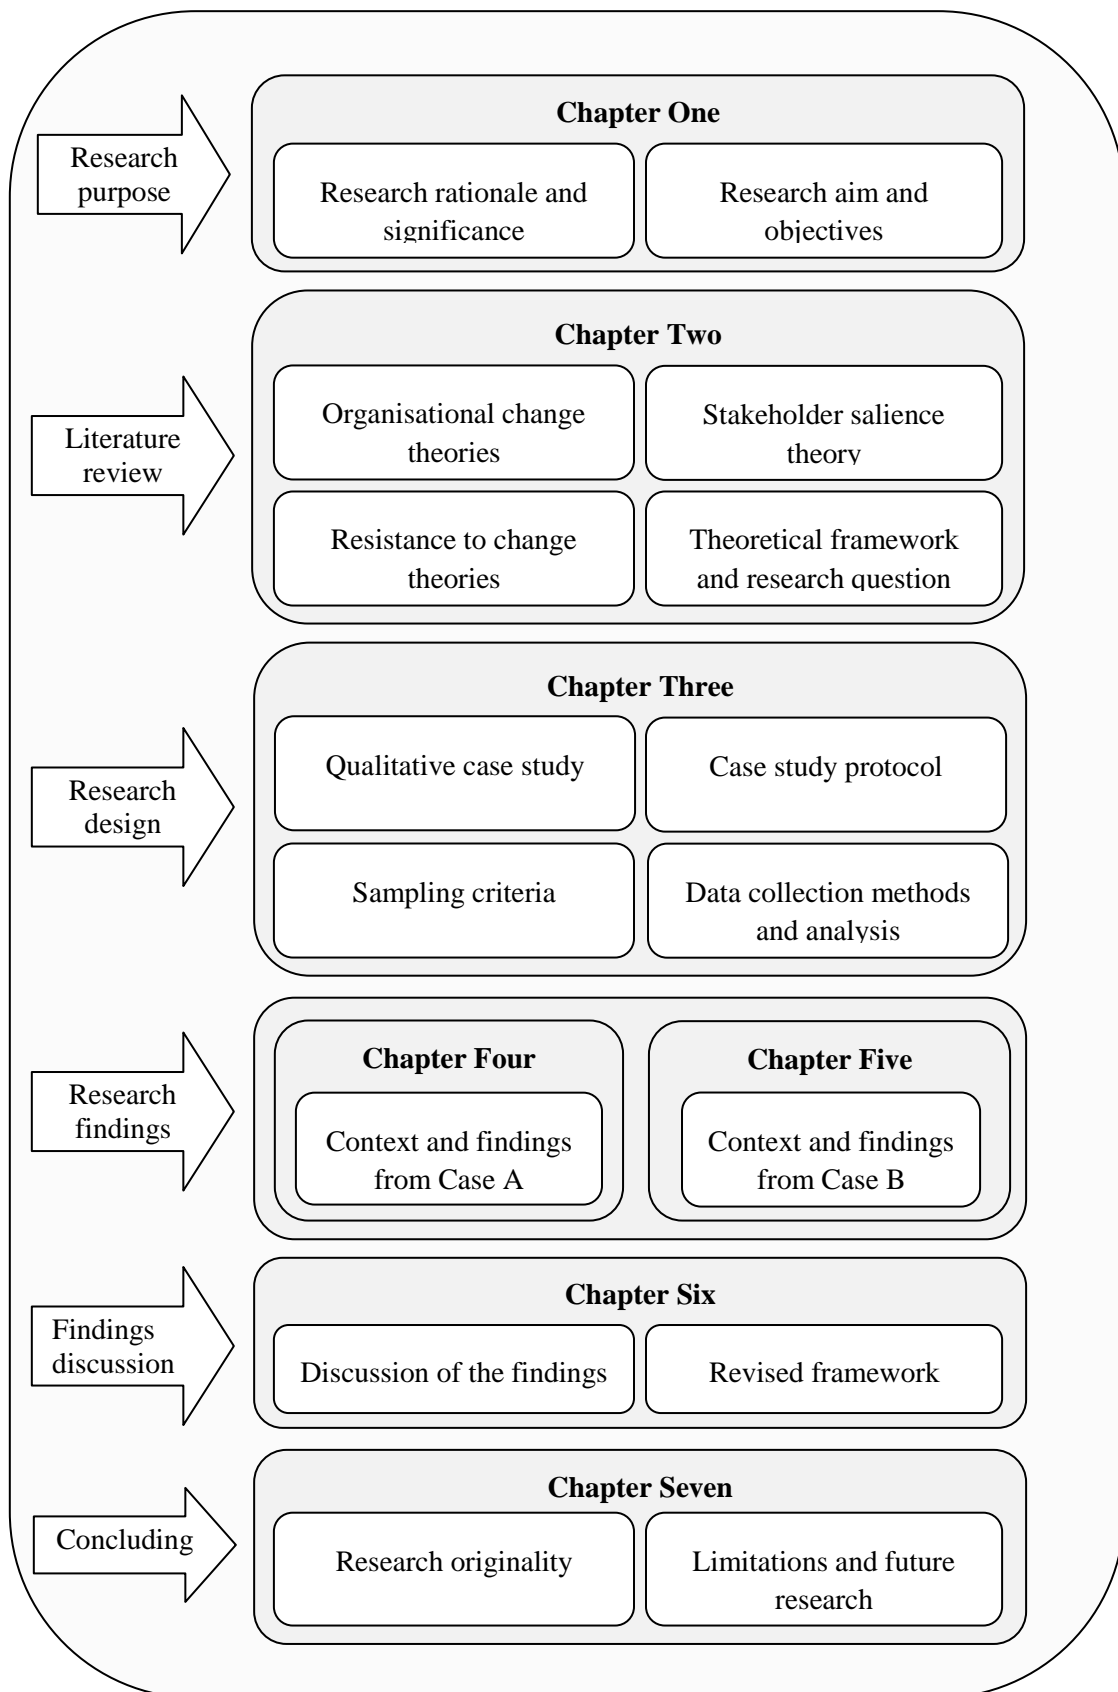 Research
purpose
Chapter One
Research rationale and
significance
Research aim and
objectives
Literature
review
Chapter Two
Organisational change
theories
Stakeholder salience
theory
Resistance to change
theories
Theoretical framework
and research question
Research
design
Chapter Three
Qualitative case study
Case study protocol
Sampling criteria
Data collection methods
and analysis
Research
findings
Chapter Four
Context and findings
from Case A
Chapter Five
Context and findings
from Case B
Findings
discussion
Chapter Six
Discussion of the findings
Revised framework
Concluding
Chapter Seven
Research originality
Limitations and future
research